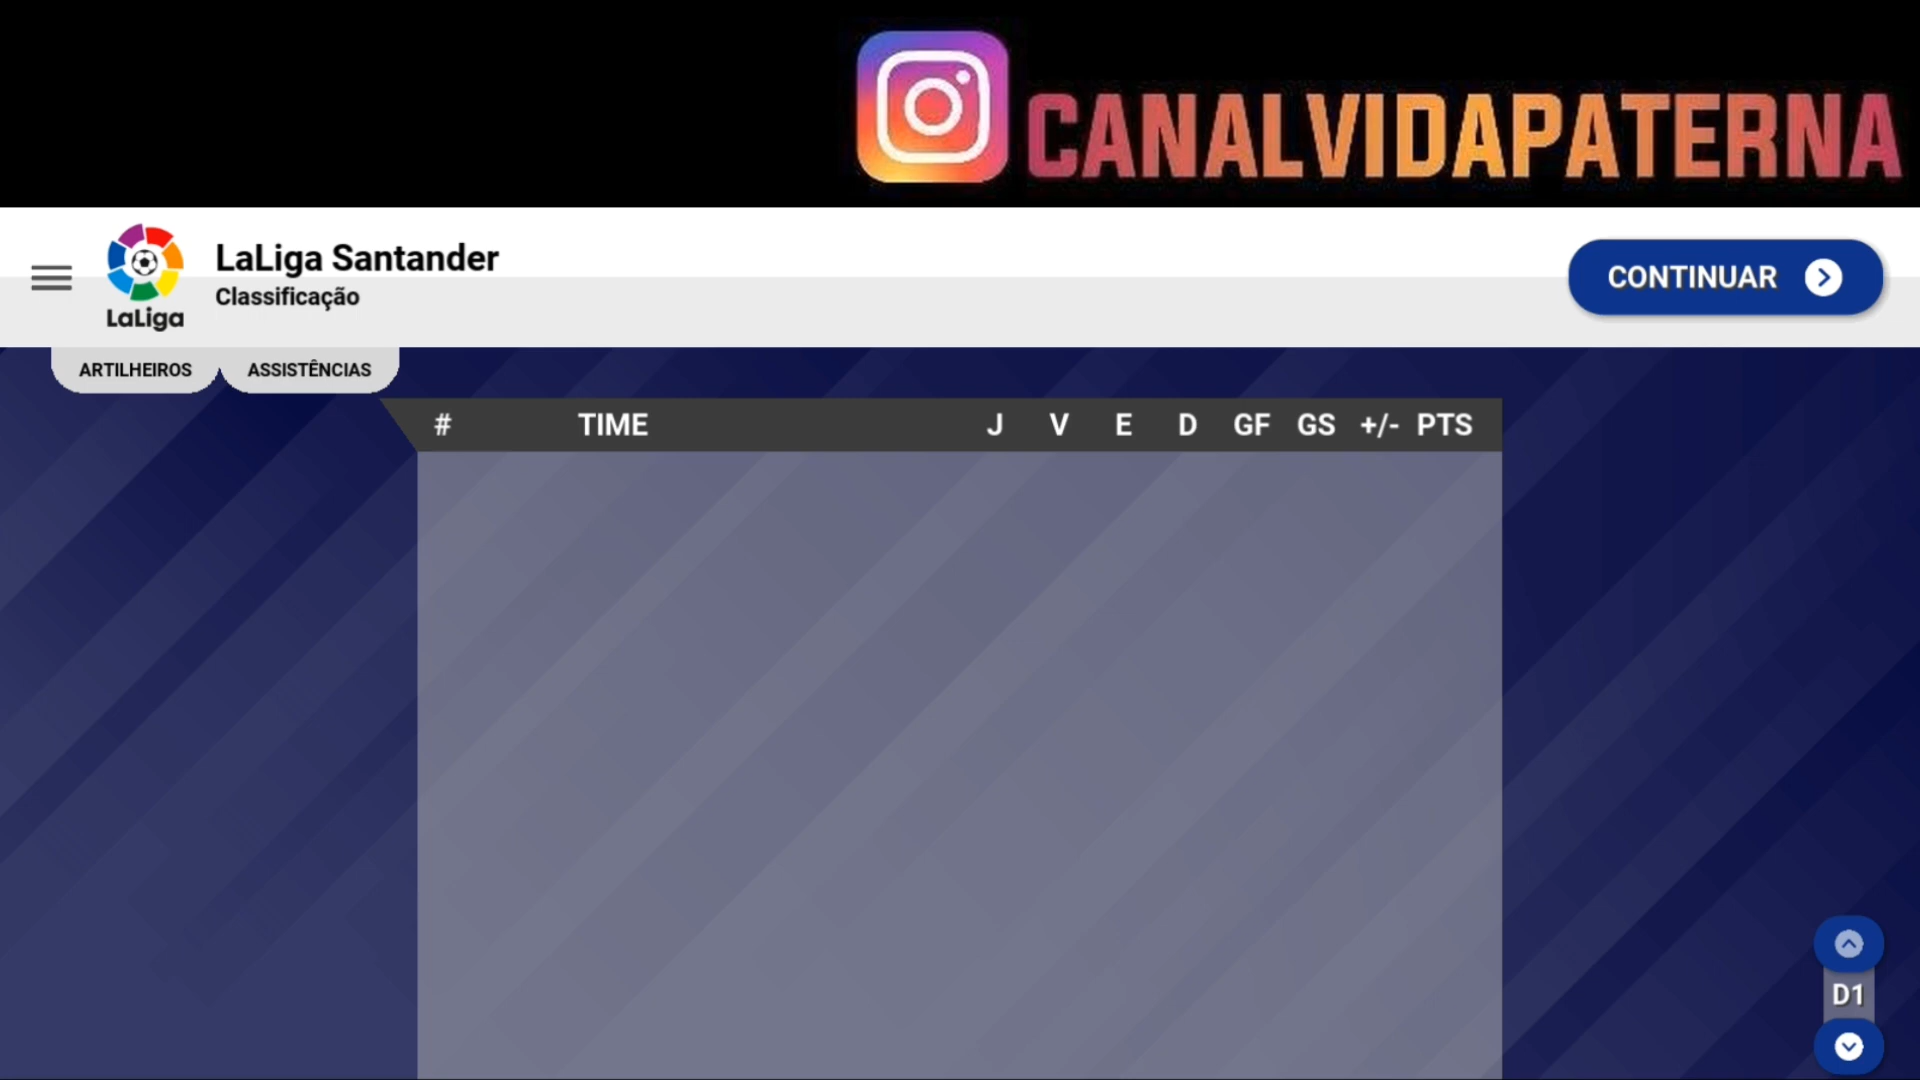 CANALVIDAPATERNA
LaLiga
LaLiga Santander
Classificação
CONTINUAR
ARTILHEIROS ASSISTÊNCIAS
# TIME J V E D GF GS +/- PTS
D1